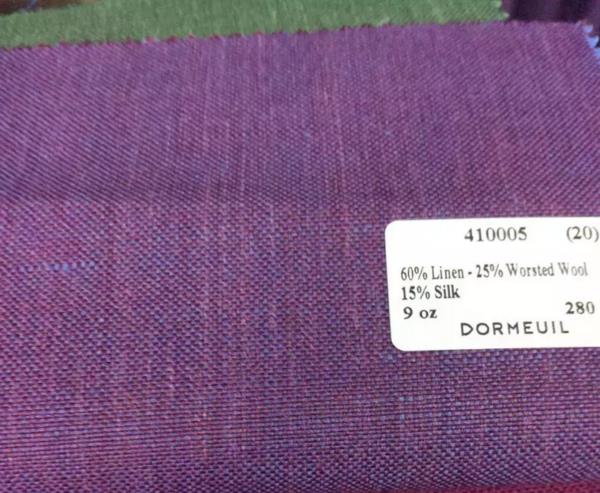 410005 (20)
60% Linen - 25% Worsted Wool
15% Silk
9 oz 280
DORMEUIL